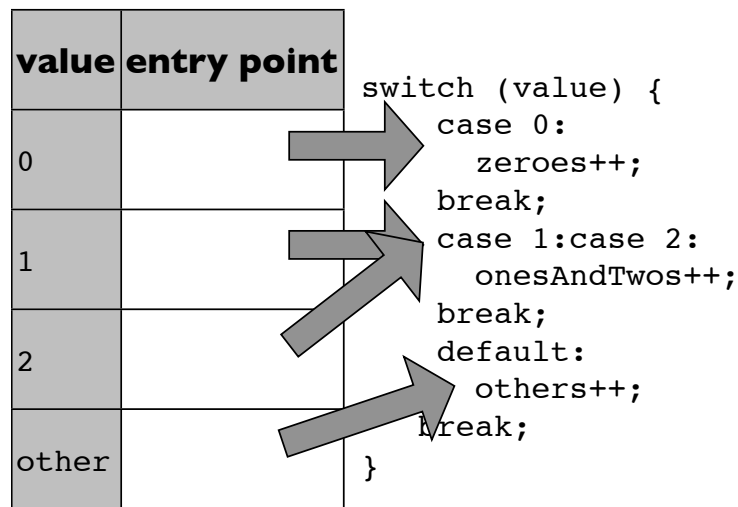 value entry point
0
1
2
other
switch (value) {
case 0:
zeroes++;
break;
case 1:case 2:
onesAndTwos++;
break;
default:
others++;
break;
}